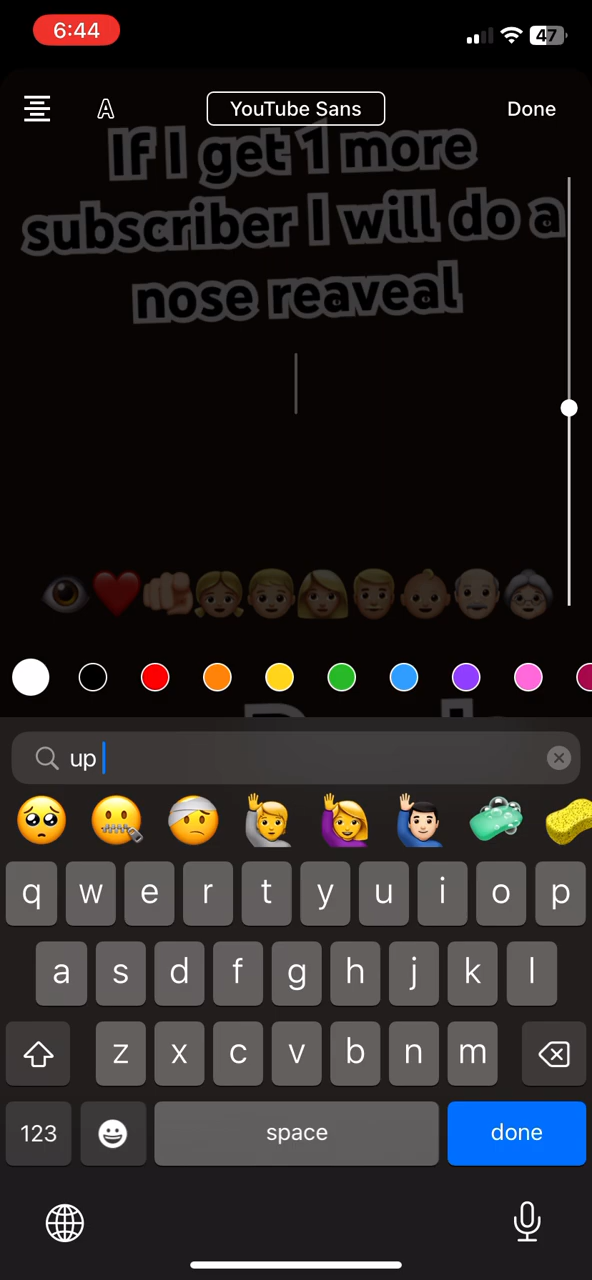 6:44
47
A
YouTube Sans
Done
If I get 1 more
subscriber I will do a
nose reaveal
up
q w e r t y u i o p
a s d f g h j k l
z x c v b n m
123
space
done